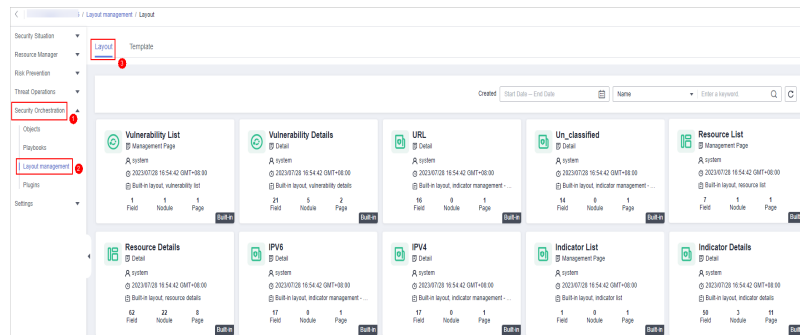 / Layout management / Layout
Security Situation
Resource Manager
Risk Prevention
Threat Operations
Security Orchestration
1
Objects
Playbooks
Layout management
2
Plugins
Settings
Layout
Template
3
Created
Start Date – End Date
Name
Enter a keyword.
Vulnerability List
Management Page
system
2023/07/28 16:54:42 GMT+08:00
Built-in layout, vulnerability list
1 1 1
Field Nodule Page
Built-in
Vulnerability Details
Detail
system
2023/07/28 16:54:42 GMT+08:00
Built-in layout, vulnerability details
21 5 2
Field Nodule Page
Built-in
URL
Detail
system
2023/07/28 16:54:42 GMT+08:00
Built-in layout, indicator management - ...
16 0 1
Field Nodule Page
Built-in
Un_classified
Detail
system
2023/07/28 16:54:42 GMT+08:00
Built-in layout, indicator management - ...
14 0 1
Field Nodule Page
Built-in
Resource List
Management Page
system
2023/07/28 16:54:42 GMT+08:00
Built-in layout, resource list
7 1 1
Field Nodule Page
Built-in
Resource Details
Detail
system
2023/07/28 16:54:42 GMT+08:00
Built-in layout, resource details
62 22 8
Field Nodule Page
Built-in
IPV6
Detail
system
2023/07/28 16:54:42 GMT+08:00
Built-in layout, indicator management - ...
17 0 1
Field Nodule Page
Built-in
IPV4
Detail
system
2023/07/28 16:54:42 GMT+08:00
Built-in layout, indicator management - ...
17 0 1
Field Nodule Page
Built-in
Indicator List
Management Page
system
2023/07/28 16:54:42 GMT+08:00
Built-in layout, indicator list
1 0 1
Field Nodule Page
Built-in
Indicator Details
Detail
system
2023/07/28 16:54:42 GMT+08:00
Built-in layout, indicator details
58 3 11
Field Nodule Page
Built-in